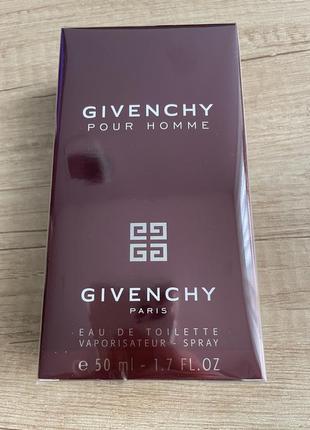 GIVENCHY
POUR HOMME
GIVENCHY
PARIS
EAU DE TOILETTE
VAPORISATEUR - SPRAY
e 50 ml - 1.7 FL.OZ